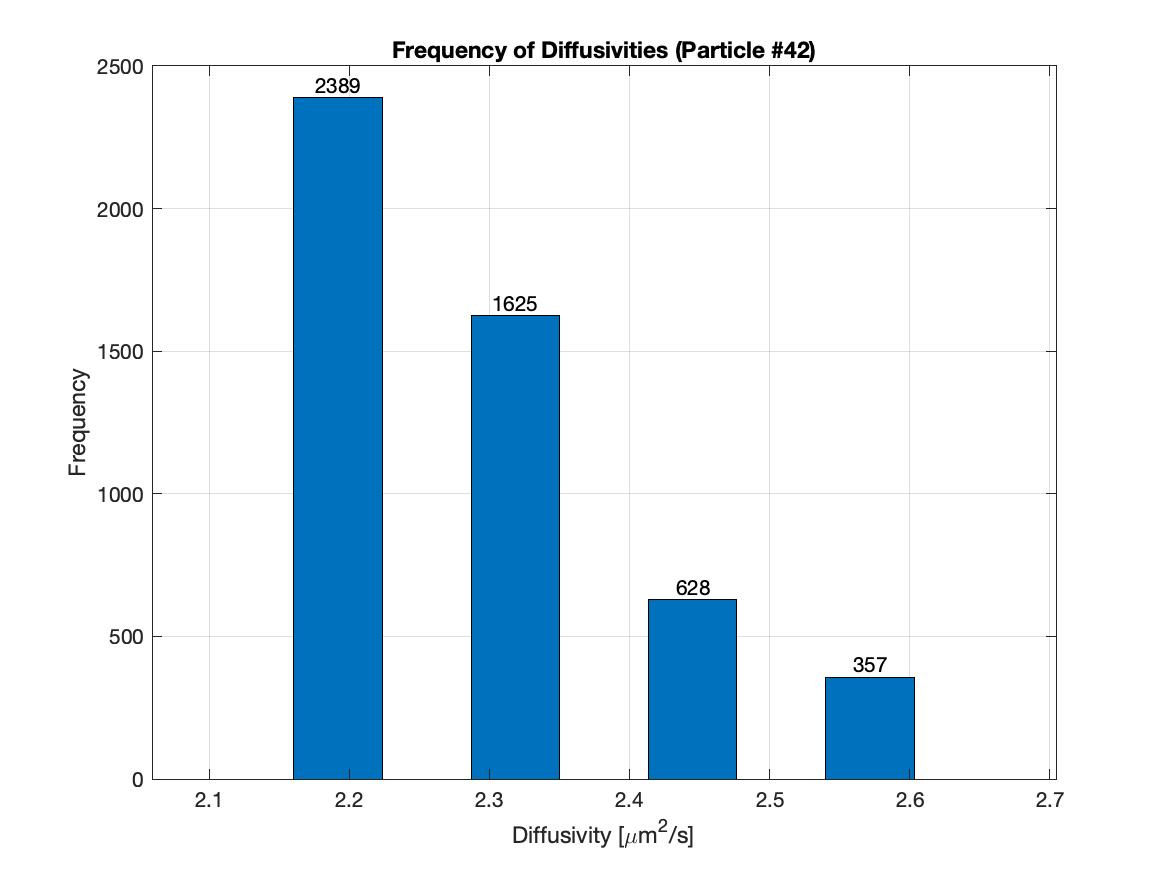 Frequency of Diffusivities (Particle #42)
2500
2389
2000
1625
1500
Frequency
1000
628
500
357
0
2.1 2.2 2.3 2.4 2.5 2.6 2.7
Diffusivity [μm²/s]